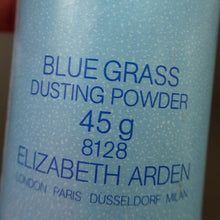 BLUE GRASS
DUSTING POWDER
45 g
8128
ELIZABETH ARDEN
LONDON PARIS DUSSELDORF MILAN